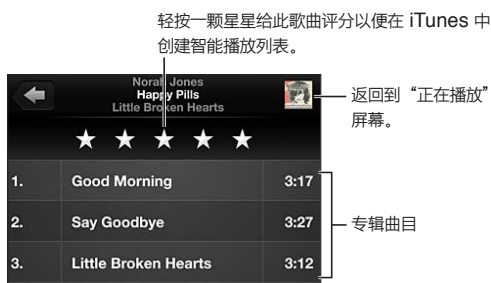 轻按一颗星星给此歌曲评分以便在 iTunes 中
创建智能播放列表。
Norah Jones
Happy Pills
Little Broken Hearts
返回到“正在播放”
屏幕。
1. Good Morning 3:17
2. Say Goodbye 3:27
专辑曲目
3. Little Broken Hearts 3:12